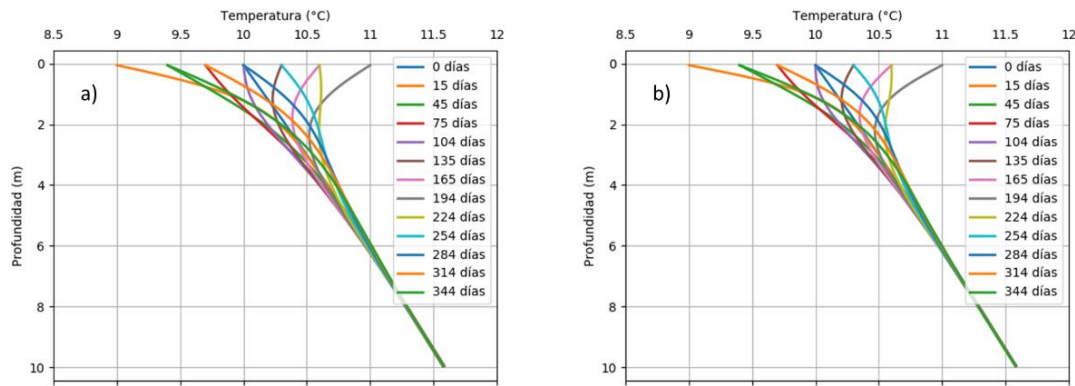 Temperatura (°C)
8.5 9 9.5 10 10.5 11 11.5 12
0
2
4
6
8
10
Profundidad (m)
a)
0 días
15 días
45 días
75 días
104 días
135 días
165 días
194 días
224 días
254 días
284 días
314 días
344 días
Temperatura (°C)
8.5 9 9.5 10 10.5 11 11.5 12
0
2
4
6
8
10
Profundidad (m)
b)
0 días
15 días
45 días
75 días
104 días
135 días
165 días
194 días
224 días
254 días
284 días
314 días
344 días